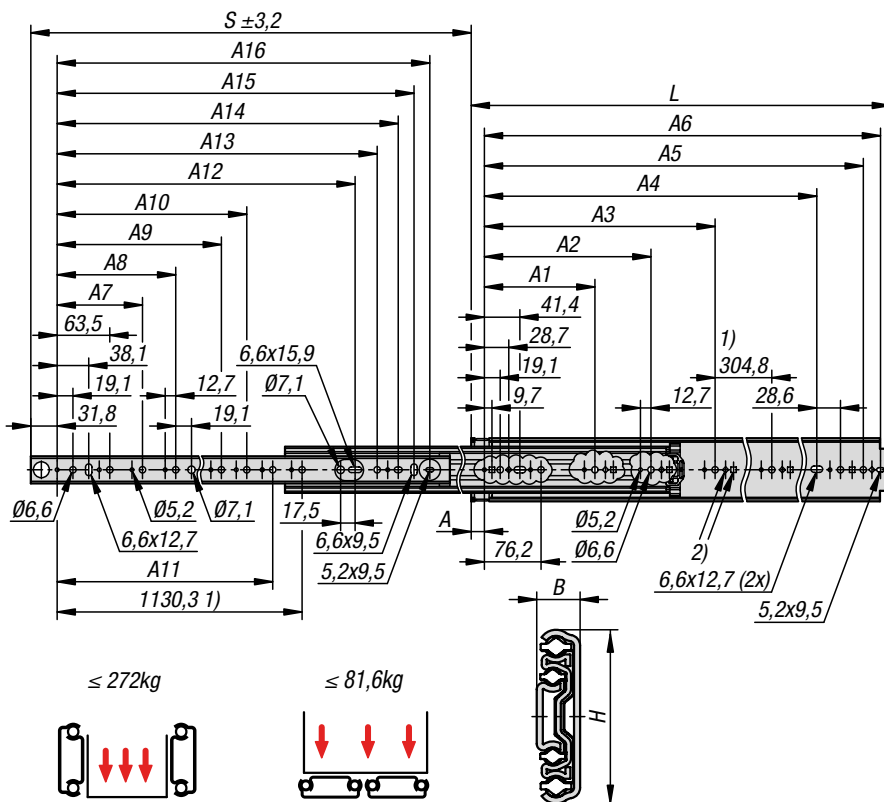 S ±3,2
A16
A15
L
A14
A6
A13
A5
A12
A4
A10
A3
A9
A2
A8
A1
A7
41,4
1)
63,5
28,7
304,8
38,1
6,6x15,9
19,1
12,7
Ø7,1
19,1
12,7
28,6
31,8
19,1
9,7
Ø6,6
Ø5,2
Ø7,1
17,5
6,6x9,5
A
Ø5,2
2)
6,6x12,7
5,2x9,5
76,2
Ø6,6
6,6x12,7 (2x)
A11
B
5,2x9,5
1130,3 1)
≤ 272kg
≤ 81,6kg
H